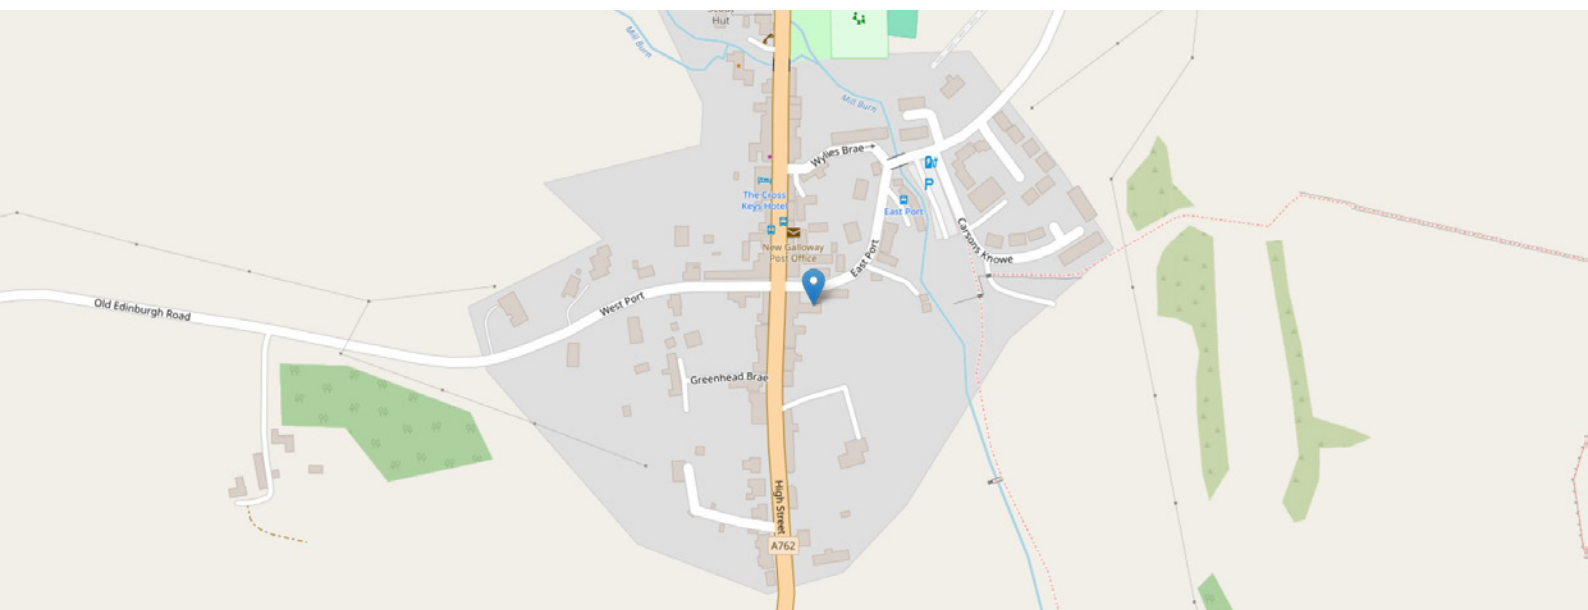 Hut
Mill Burn
Mill Burn
Wylies Brae
The Cross
Keys Hotel
P
East Port
Carsons Knowe
New Galloway
Post Office
East Port
West Port
Old Edinburgh Road
Greenhead Brae
High Street
A762